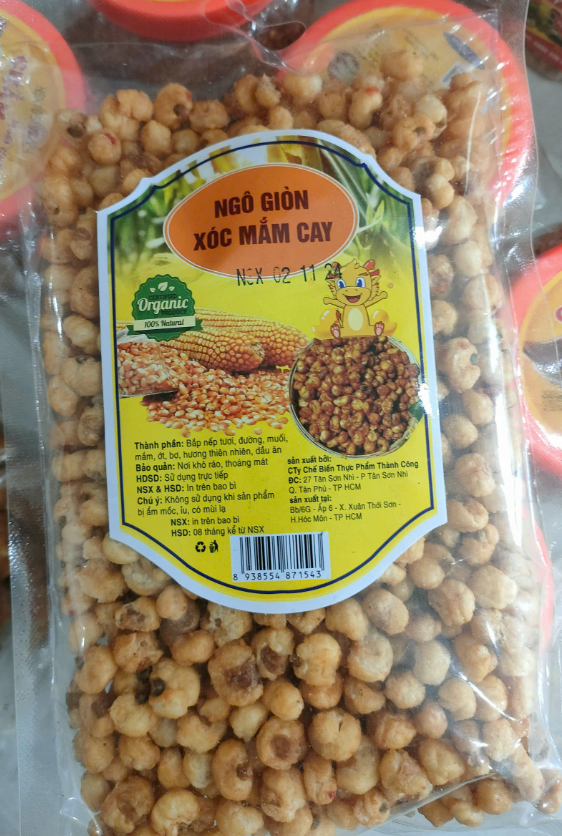 NGÔ GIÒN
XÓC MẮM CAY
NSX 02 11 24
Organic
100% Natural
Thành phần: Bắp nếp tươi, đường, muối,
mắm, ớt, bơ, hương thiên nhiên, dầu ăn
Bảo quản: Nơi khô ráo, thoáng mát
HDSD: Sử dụng trực tiếp
NSX & HSD: In trên bao bì
Chú ý: Không sử dụng khi sản phẩm
bị ẩm mốc, ỉu, có mùi lạ
NSX: in trên bao bì
HSD: 08 tháng kể từ NSX
sản xuất bởi:
CTy Chế Biến Thực Phẩm Thành Công
ĐC: 27 Tân Sơn Nhì - P Tân Sơn Nhì
Q. Tân Phú - TP HCM
sản xuất tại:
Bb/6G - Ấp 6 - X. Xuân Thới Sơn -
H.Hóc Môn - TP HCM
8 938554 871543